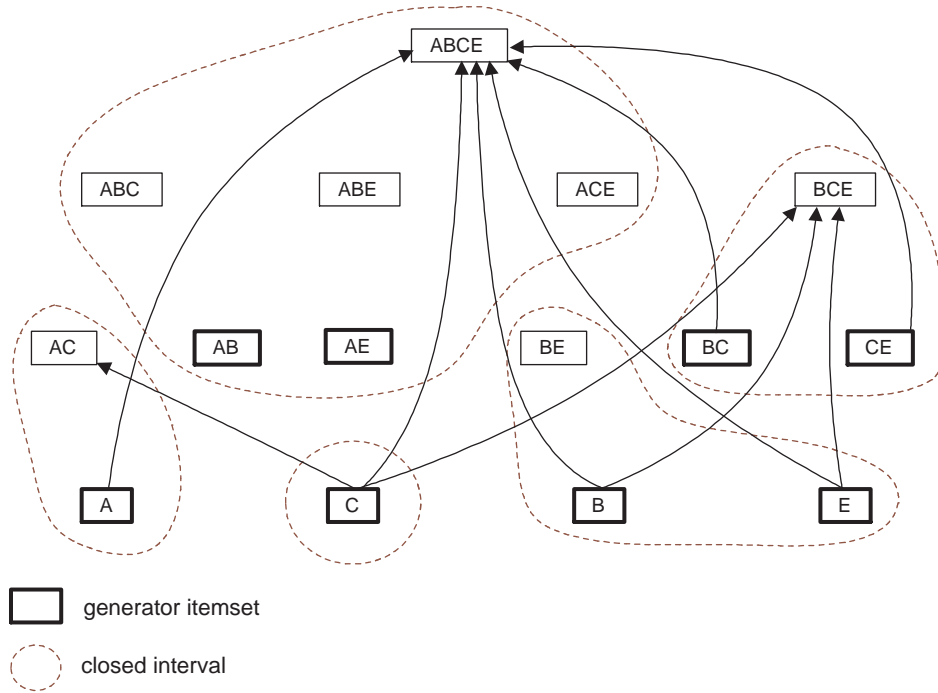 ABCE
ABC
ABE
ACE
BCE
AC
AB
AE
BE
BC
CE
A
C
B
E
generator itemset
closed interval